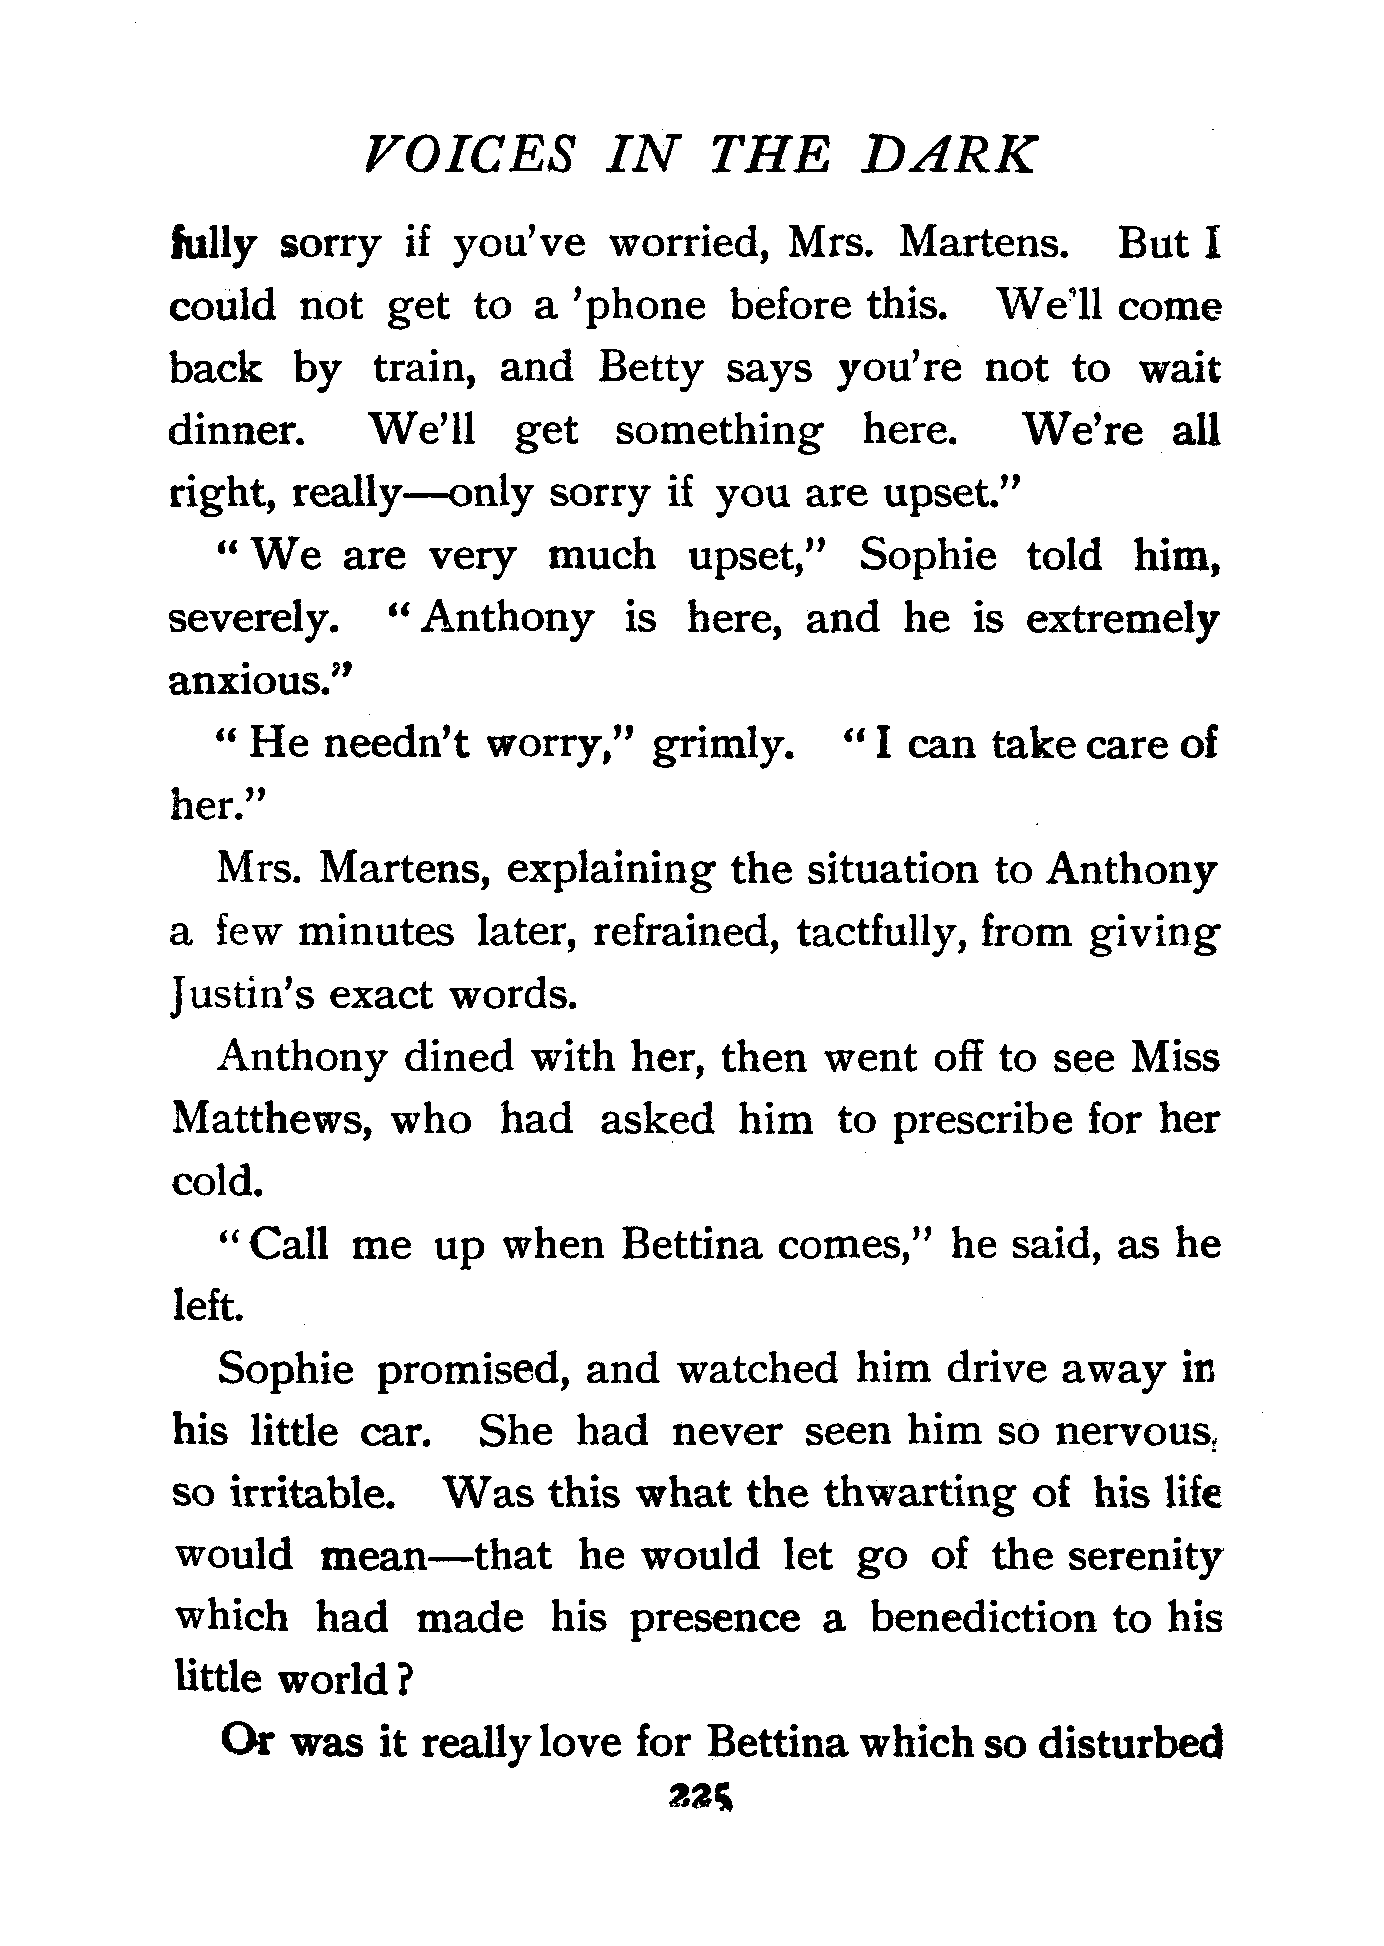 VOICES IN THE DARK
fully sorry if you've worried, Mrs. Martens. But I
could not get to a 'phone before this. We'll come
back by train, and Betty says you're not to wait
dinner. We'll get something here. We're all
right, really—only sorry if you are upset."
"We are very much upset," Sophie told him,
severely. "Anthony is here, and he is extremely
anxious."
"He needn't worry," grimly. "I can take care of
her."
Mrs. Martens, explaining the situation to Anthony
a few minutes later, refrained, tactfully, from giving
Justin's exact words.
Anthony dined with her, then went off to see Miss
Matthews, who had asked him to prescribe for her
cold.
"Call me up when Bettina comes," he said, as he
left.
Sophie promised, and watched him drive away in
his little car. She had never seen him so nervous,
so irritable. Was this what the thwarting of his life
would mean—that he would let go of the serenity
which had made his presence a benediction to his
little world?
Or was it really love for Bettina which so disturbed
225